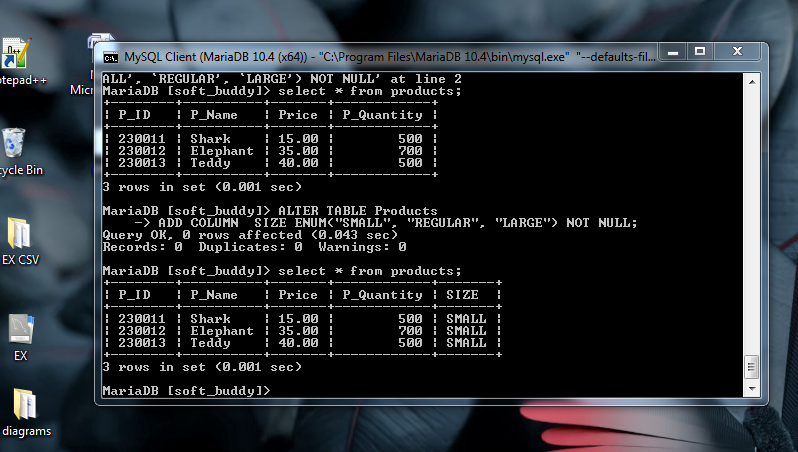 MySQL Client (MariaDB 10.4 (x64)) - "C:\Program Files\MariaDB 10.4\bin\mysql.exe" "--defaults-fil...
ALL', `REGULAR', `LARGE') NOT NULL' at line 2
MariaDB [soft_buddy]> select * from products;
+--------+----------+-------+------------+
| P_ID | P_Name | Price | P_Quantity |
+--------+----------+-------+------------+
| 230011 | Shark | 15.00 | 500 |
| 230012 | Elephant | 35.00 | 700 |
| 230013 | Teddy | 40.00 | 500 |
+--------+----------+-------+------------+
3 rows in set (0.001 sec)
MariaDB [soft_buddy]> ALTER TABLE Products
-> ADD COLUMN SIZE ENUM("SMALL", "REGULAR", "LARGE") NOT NULL;
Query OK, 0 rows affected (0.043 sec)
Records: 0 Duplicates: 0 Warnings: 0
MariaDB [soft_buddy]> select * from products;
+--------+----------+-------+------------+-------+
| P_ID | P_Name | Price | P_Quantity | SIZE |
+--------+----------+-------+------------+-------+
| 230011 | Shark | 15.00 | 500 | SMALL |
| 230012 | Elephant | 35.00 | 700 | SMALL |
| 230013 | Teddy | 40.00 | 500 | SMALL |
+--------+----------+-------+------------+-------+
3 rows in set (0.001 sec)
MariaDB [soft_buddy]>
otepad++
Micro
cycle Bin
EX CSV
EX
diagrams